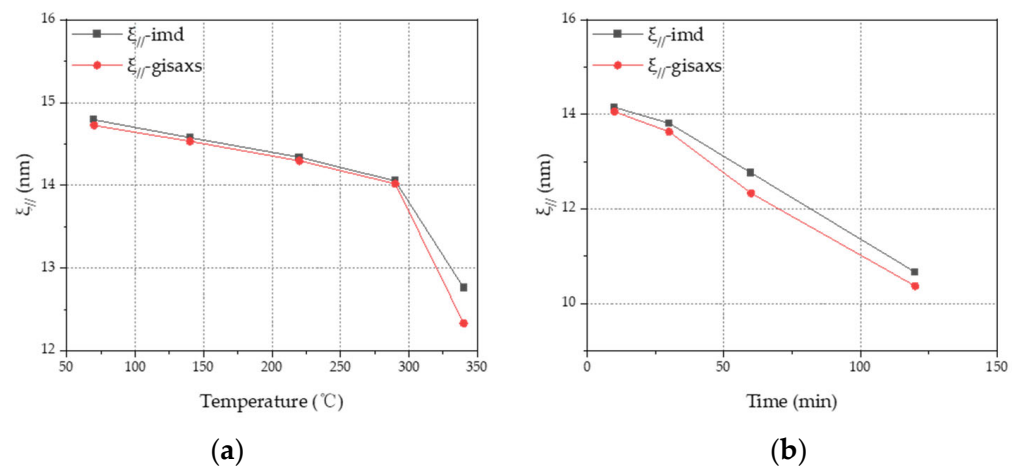 16
15
14
13
12
ξ// (nm)
ξ//-imd
ξ//-gisaxs
50
100
150
200
250
300
350
Temperature (℃)
(a)
16
14
12
10
ξ// (nm)
ξ//-imd
ξ//-gisaxs
0
50
100
150
Time (min)
(b)